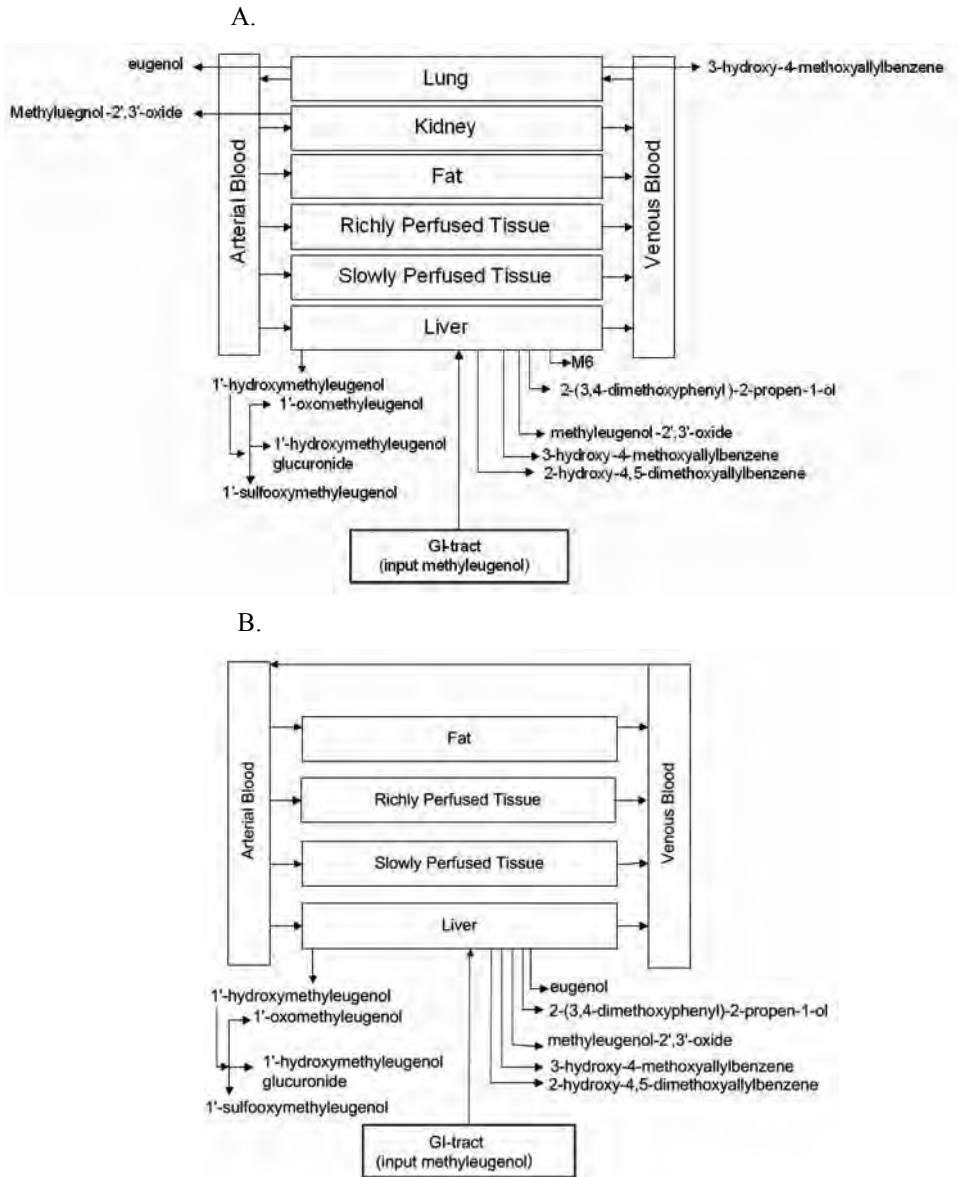 A.
eugenol
3-hydroxy-4-methoxyallylbenzene
Lung
Methyluegnol-2',3'-oxide
Kidney
Arterial Blood
Venous Blood
Fat
Richly Perfused Tissue
Slowly Perfused Tissue
Liver
M6
1'-hydroxymethyleugenol
2-(3,4-dimethoxyphenyl)-2-propen-1-ol
1'-oxomethyleugenol
methyleugenol-2',3'-oxide
1'-hydroxymethyleugenol
glucuronide
3-hydroxy-4-methoxyallylbenzene
2-hydroxy-4,5-dimethoxyallylbenzene
1'-sulfooxymethyleugenol
GI-tract
(input methyleugenol)
B.
Arterial Blood
Venous Blood
Fat
Richly Perfused Tissue
Slowly Perfused Tissue
Liver
eugenol
1'-hydroxymethyleugenol
2-(3,4-dimethoxyphenyl)-2-propen-1-ol
1'-oxomethyleugenol
methyleugenol-2',3'-oxide
1'-hydroxymethyleugenol
glucuronide
3-hydroxy-4-methoxyallylbenzene
2-hydroxy-4,5-dimethoxyallylbenzene
1'-sulfooxymethyleugenol
GI-tract
(input methyleugenol)